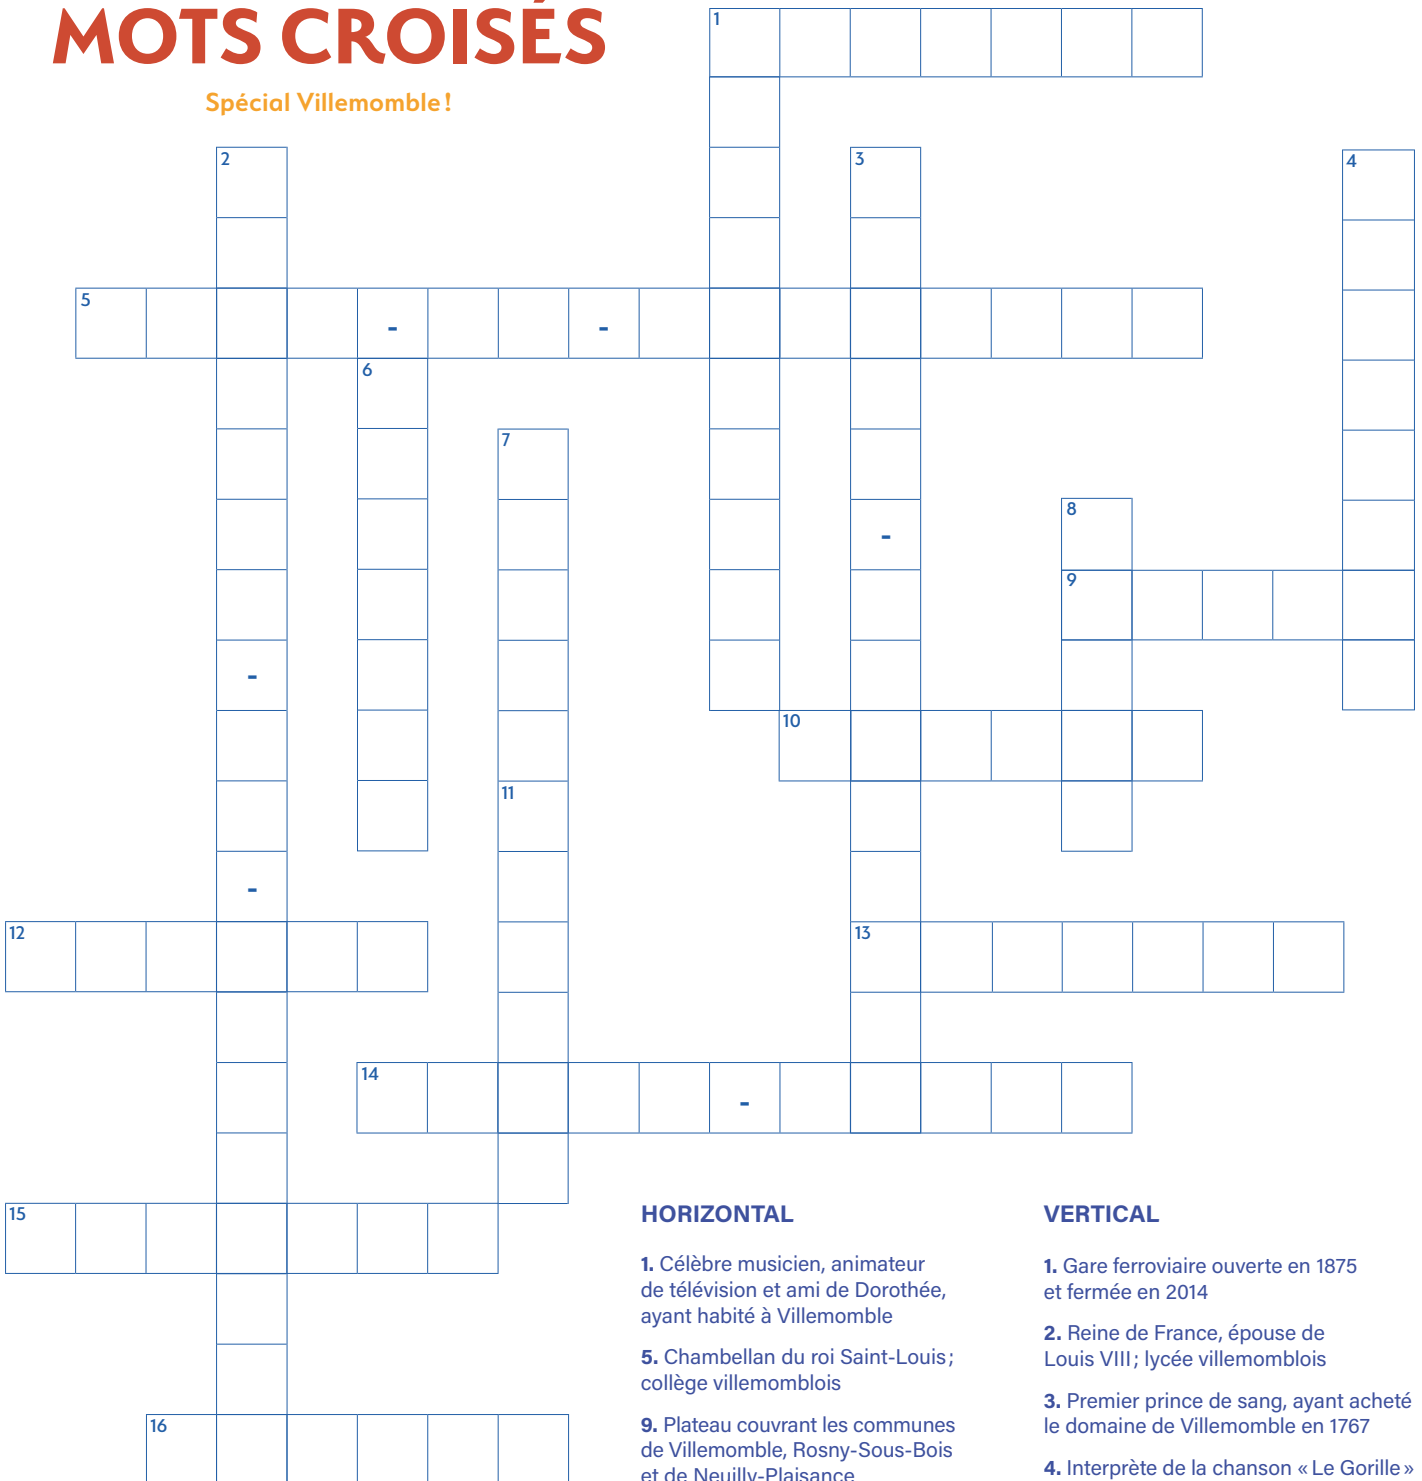 MOTS CROISÉS
Spécial Villemomble !
1
2
3
4
5
-
-
6
7
8
-
9
-
10
11
-
12
13
14
-
15
16
HORIZONTAL
1. Célèbre musicien, animateur
de télévision et ami de Dorothée,
ayant habité à Villemomble
5. Chambellan du roi Saint-Louis ;
collège villemomblois
9. Plateau couvrant les communes
de Villemomble, Rosny-Sous-Bois
et de Neuilly-Plaisance
VERTICAL
1. Gare ferroviaire ouverte en 1875
et fermée en 2014
2. Reine de France, épouse de
Louis VIII ; lycée villemomblois
3. Premier prince de sang, ayant acheté
le domaine de Villemomble en 1767
4. Interprète de la chanson « Le Gorille »